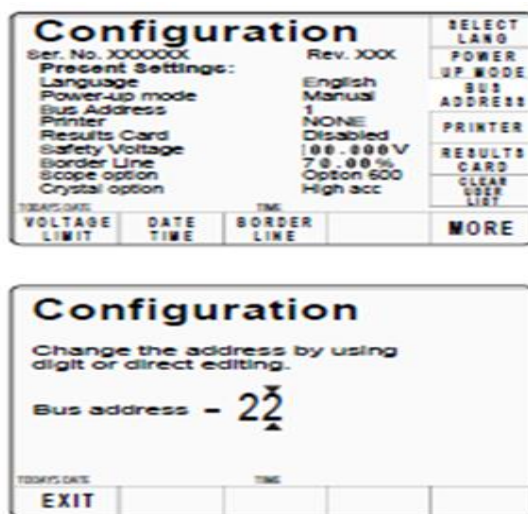 Configuration
Ser. No. XXXXXXX Rev. XXX
Present Settings:
Language English
Power-up mode Manual
Bus Address 1
Printer NONE
Results Card Disabled
Safety Voltage 100.000V
Border Line 70.00%
Scope option Option 600
Crystal option High acc
TODAYS DATE TIME
VOLTAGE LIMIT
DATE TIME
BORDER LINE
SELECT LANG
POWER UP MODE
BUS ADDRESS
PRINTER
RESULTS CARD
CLEAR USER LIST
MORE
Configuration
Change the address by using
digit or direct editing.
Bus address = 22
TODAYS DATE TIME
EXIT